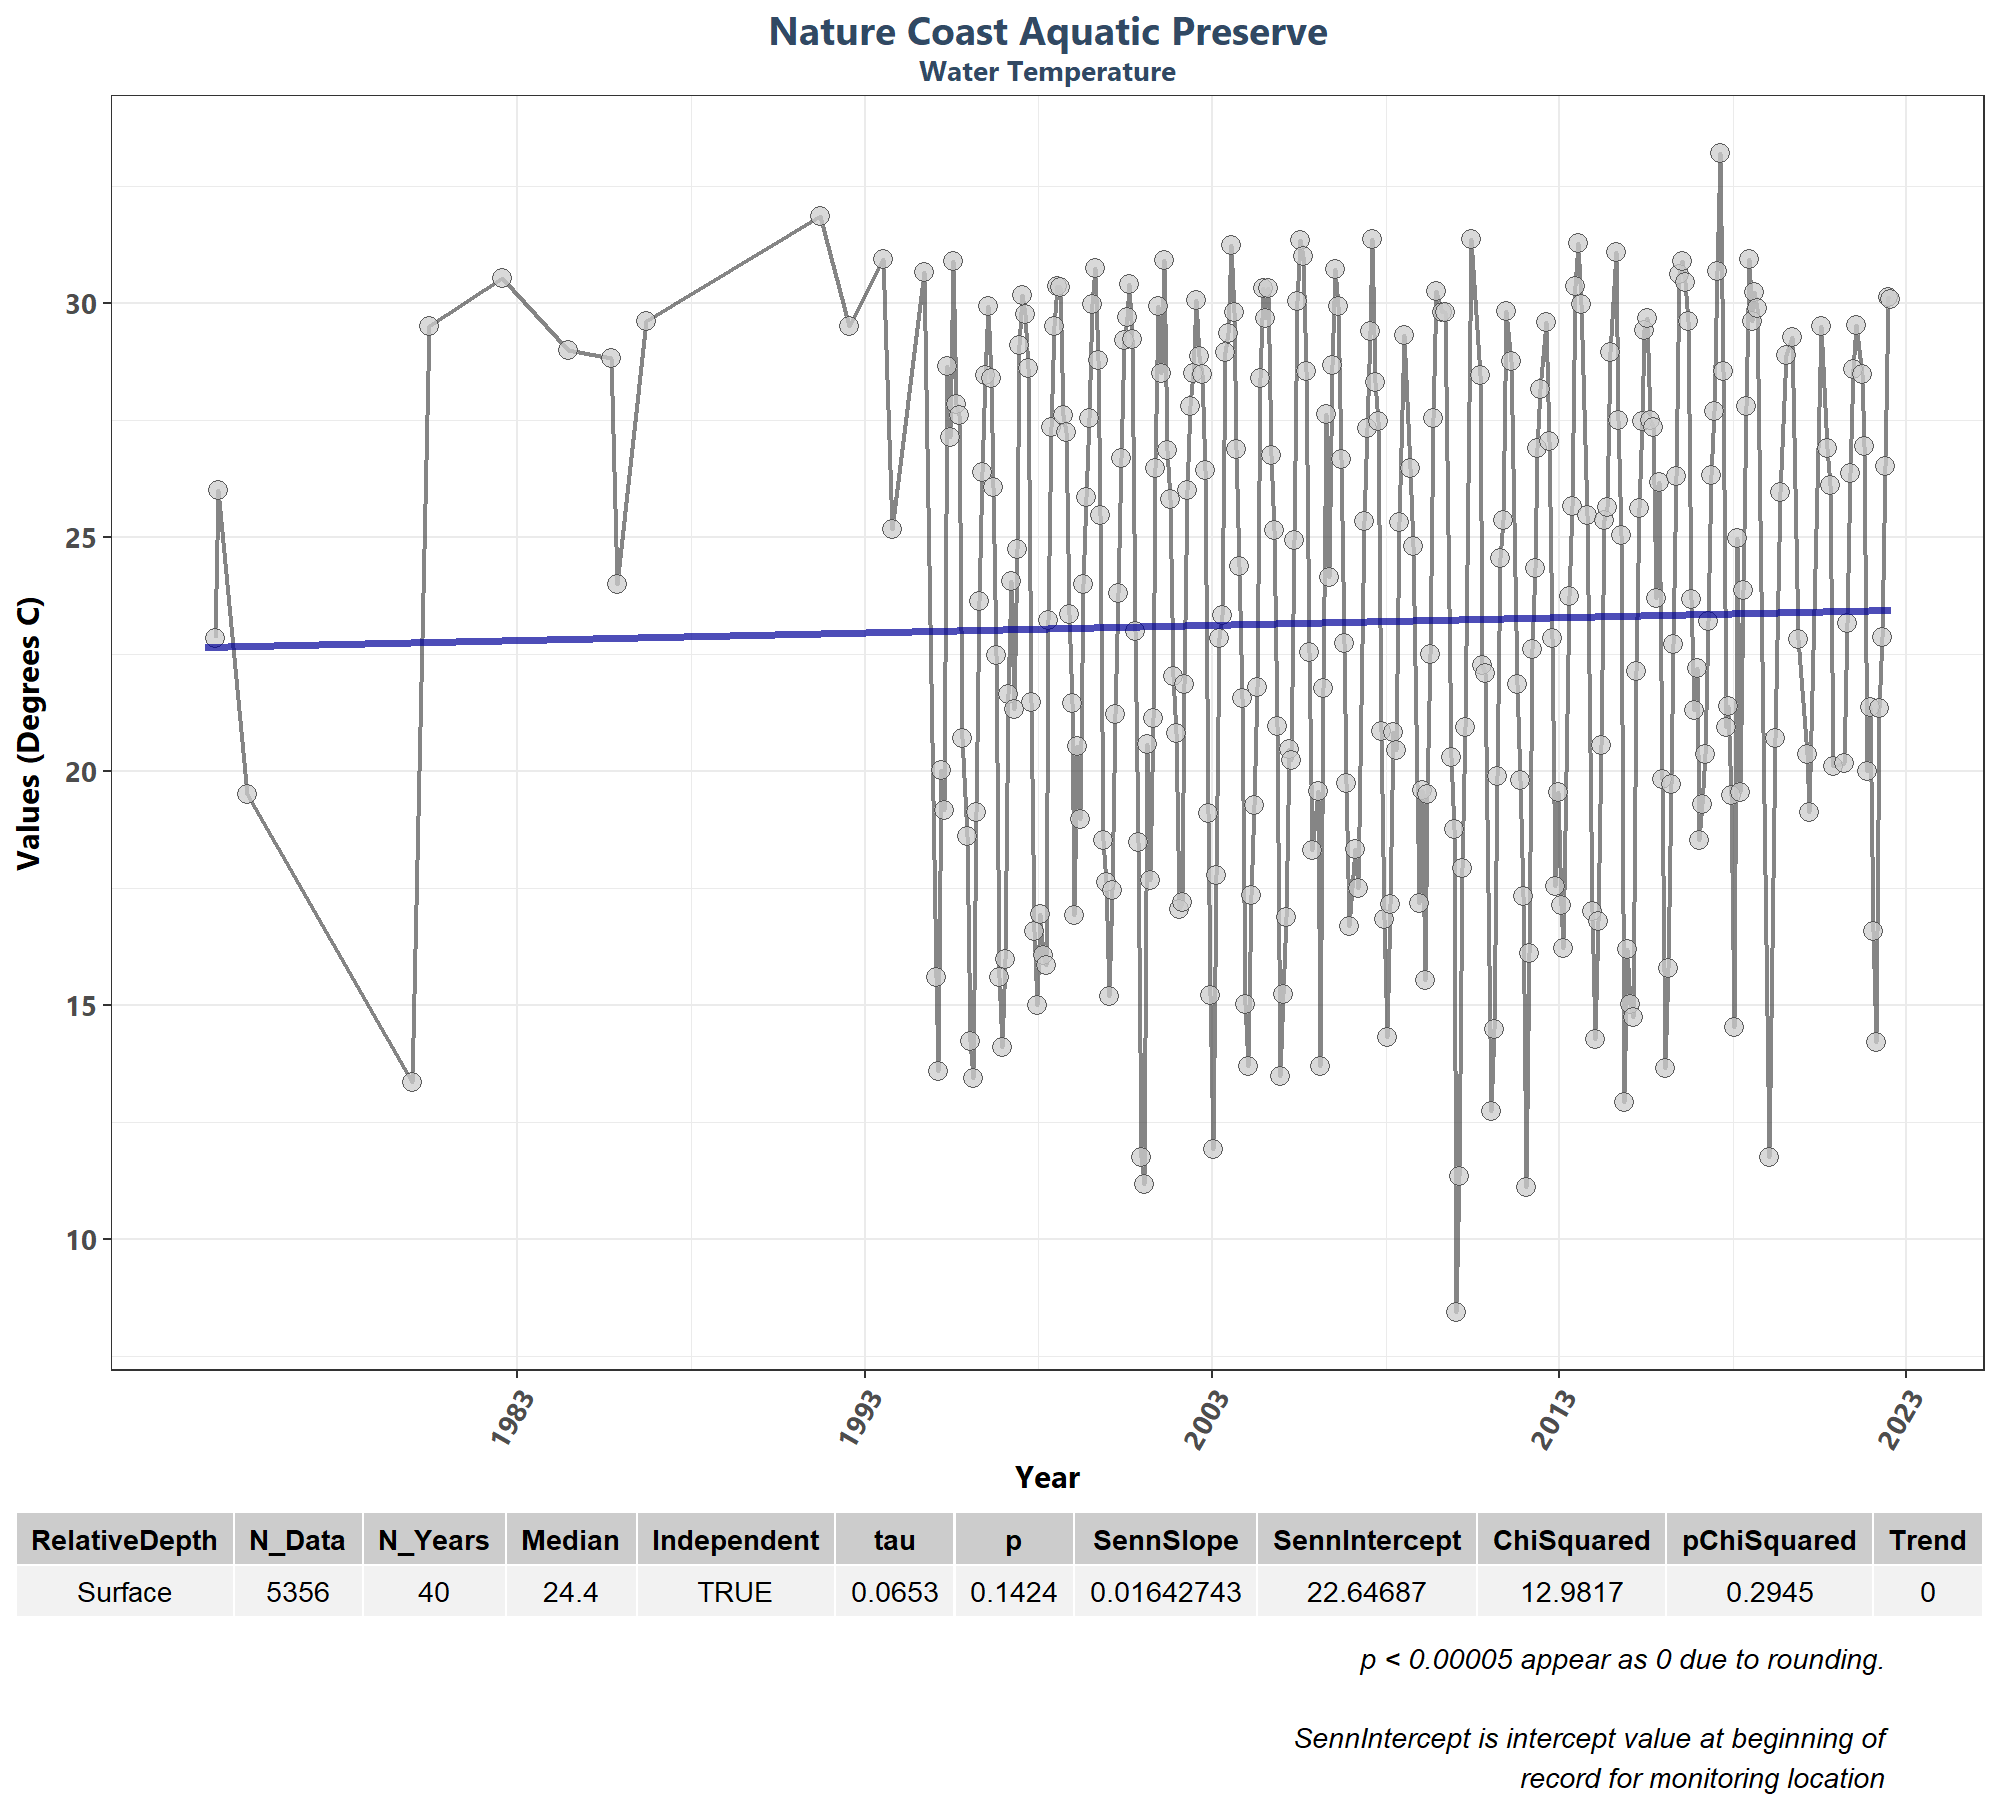 Nature Coast Aquatic Preserve
Water Temperature
Values (Degrees C)
30
25
20
15
10
1983
1993
2003
2013
2023
Year
RelativeDepth N_Data N_Years Median Independent tau p SennSlope SennIntercept ChiSquared pChiSquared Trend
Surface 5356 40 24.4 TRUE 0.0653 0.1424 0.01642743 22.64687 12.9817 0.2945 0
p < 0.00005 appear as 0 due to rounding.
SennIntercept is intercept value at beginning of
record for monitoring location